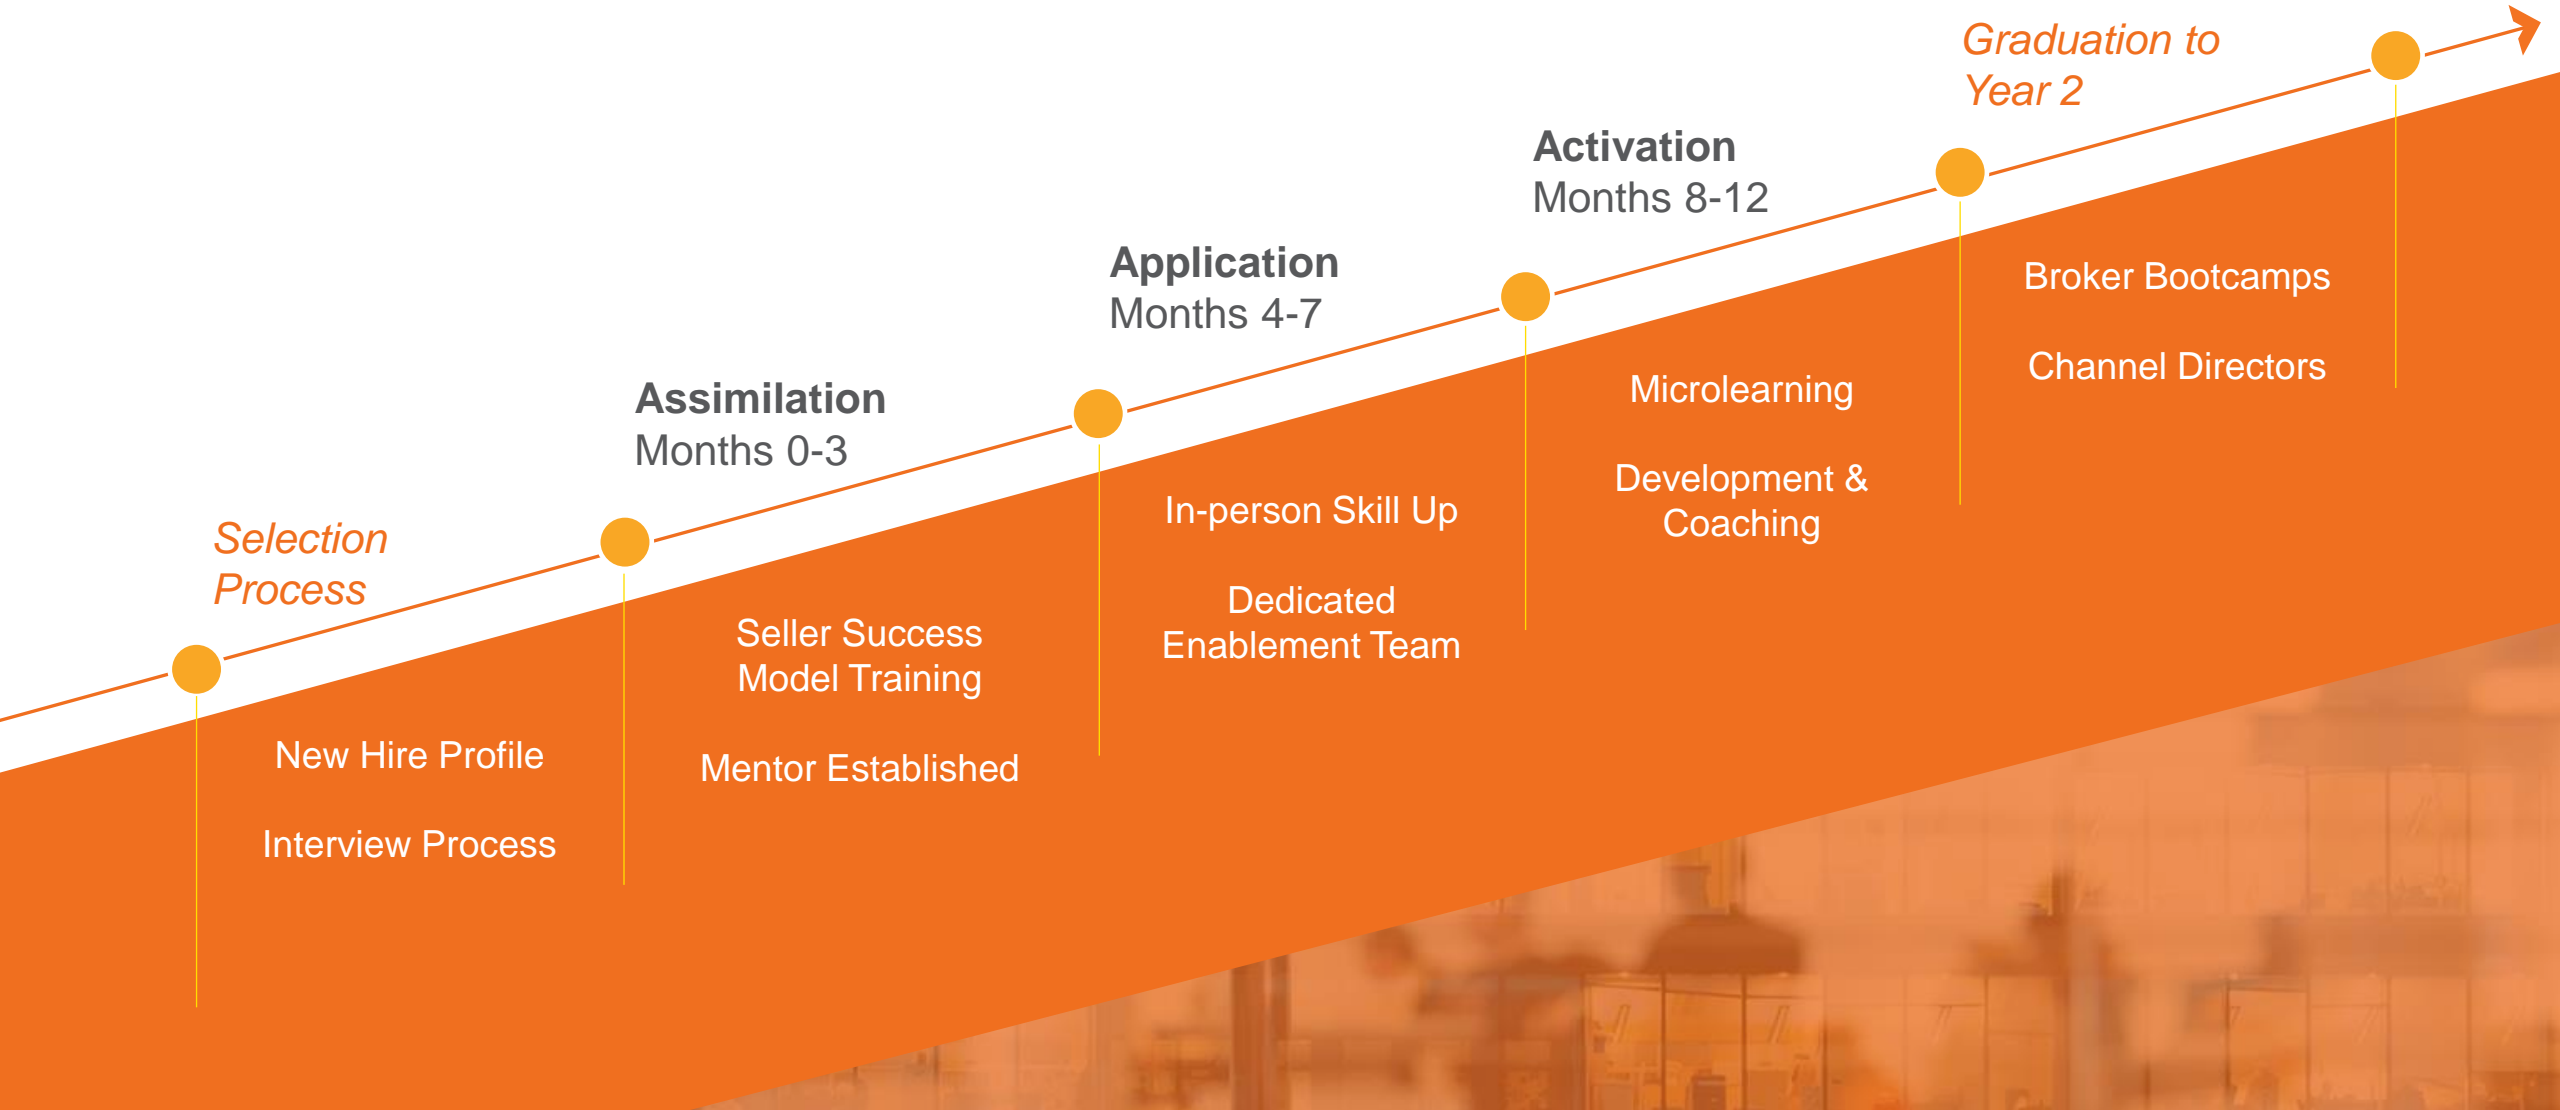 Selection
Process
New Hire Profile
Interview Process
Assimilation
Months 0-3
Seller Success
Model Training
Mentor Established
Application
Months 4-7
In-person Skill Up
Dedicated
Enablement Team
Activation
Months 8-12
Microlearning
Development &
Coaching
Graduation to
Year 2
Broker Bootcamps
Channel Directors